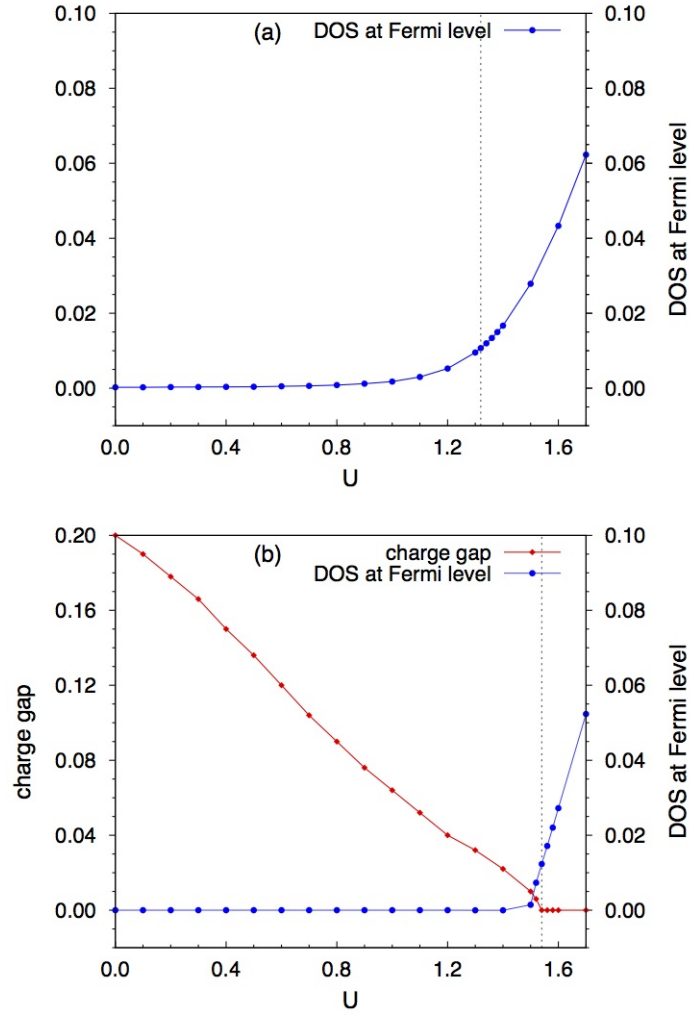 (a) DOS at Fermi level
0.10 0.10
0.08 0.08
0.06 0.06
0.04 0.04
0.02 0.02
0.00 0.00
DOS at Fermi level
0.0 0.4 0.8 1.2 1.6
U
(b) charge gap
DOS at Fermi level
0.20 0.10
0.16 0.08
0.12 0.06
0.08 0.04
0.04 0.02
0.00 0.00
charge gap
DOS at Fermi level
0.0 0.4 0.8 1.2 1.6
U